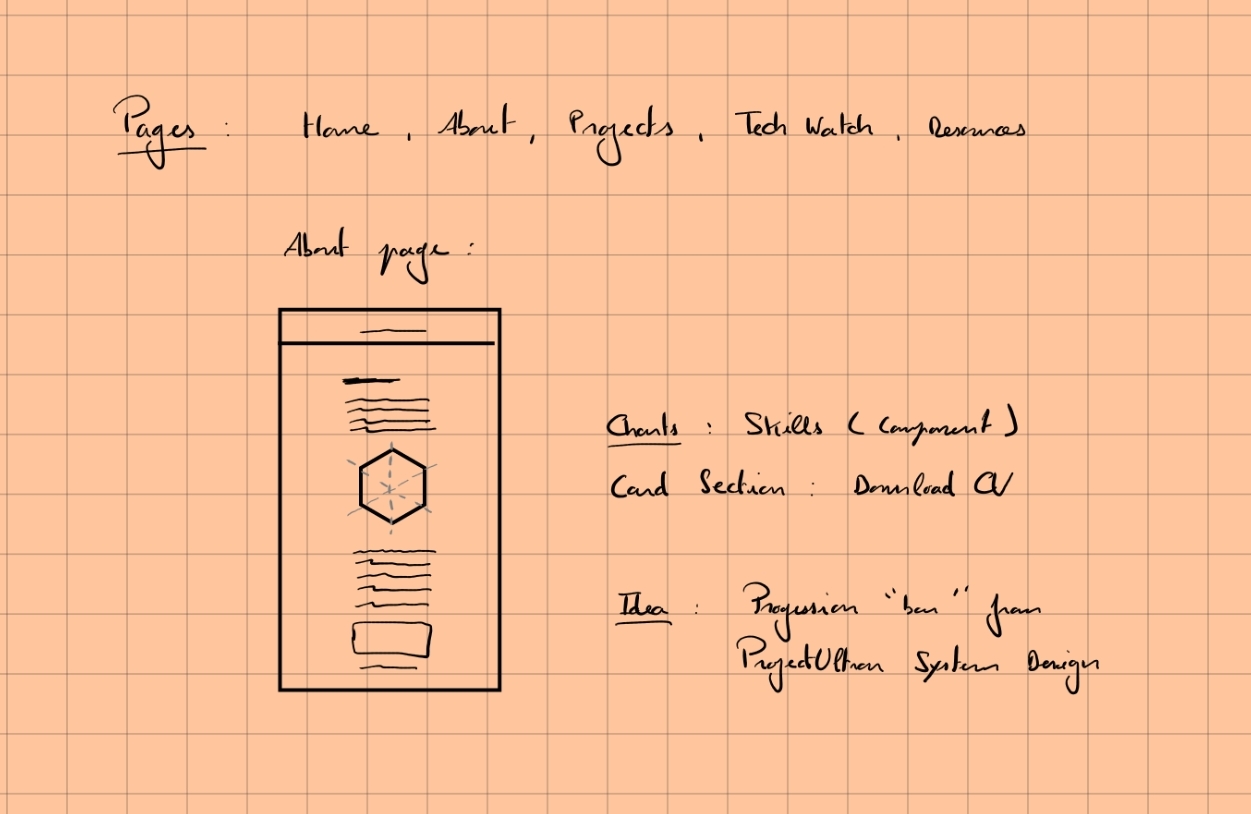 Pages : Home , About , Projects , Tech Watch , Resources
About page :
Charts : Skills ( Component )
Card Section : Download CV
Idea : Progression "bar" from
ProjectUltron System Design